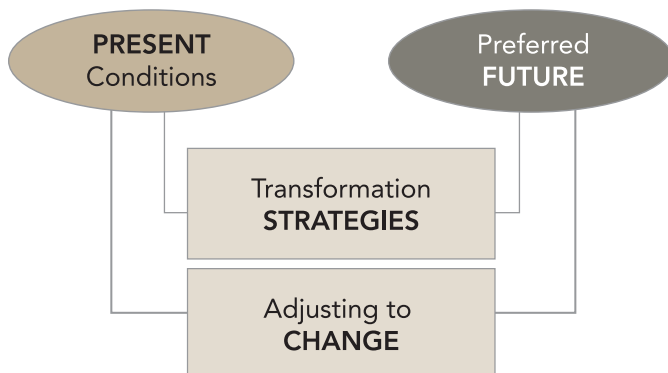 PRESENT
Conditions
Preferred
FUTURE
Transformation
STRATEGIES
Adjusting to
CHANGE